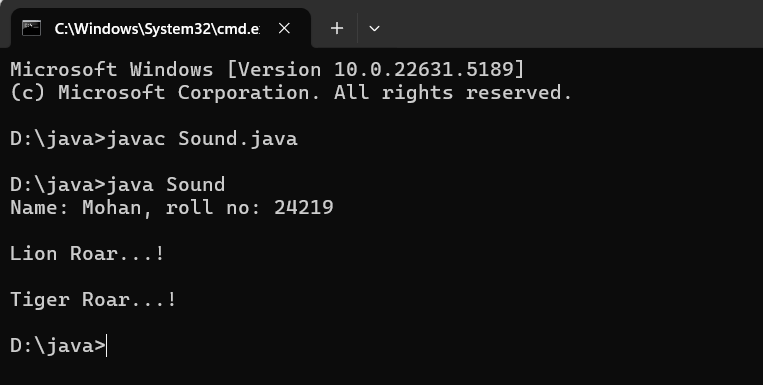 C:\Windows\System32\cmd.e
Microsoft Windows [Version 10.0.22631.5189]
(c) Microsoft Corporation. All rights reserved.
D:\java>javac Sound.java
D:\java>java Sound
Name: Mohan, roll no: 24219
Lion Roar...!
Tiger Roar...!
D:\java>